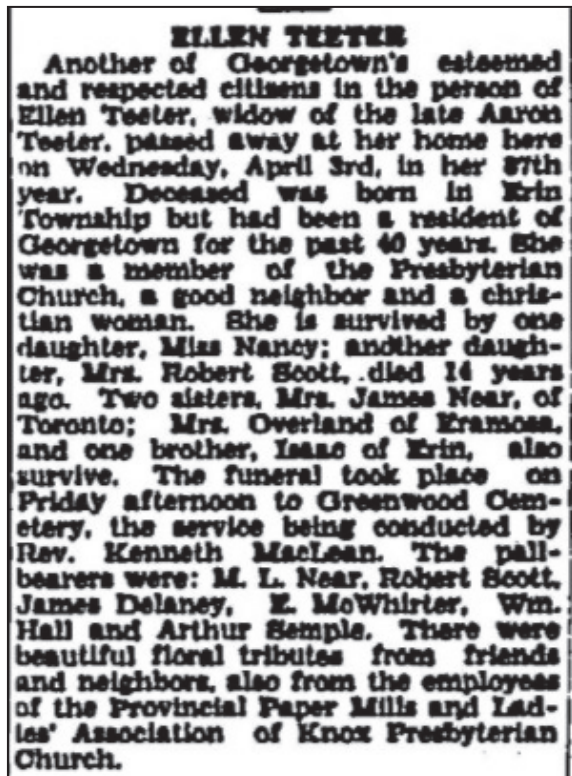 ELLEN TEETER
Another of Georgetown's esteemed
and respected citizens in the person of
Ellen Teeter, widow of the late Aaron
Teeter, passed away at her home here
on Wednesday, April 3rd, in her 87th
year. Deceased was born in Erin
Township but had been a resident of
Georgetown for the past 40 years. She
was a member of the Presbyterian
Church, a good neighbor and a chris-
tian woman. She is survived by one
daughter, Miss Nancy; another daugh-
ter, Mrs. Robert Scott, died 14 years
ago. Two sisters, Mrs. James Near, of
Toronto; Mrs. Overland of Eramosa,
and one brother, Isaac of Erin, also
survive. The funeral took place on
Friday afternoon to Greenwood Cem-
etery, the service being conducted by
Rev. Kenneth MacLean. The pall-
bearers were: M. L. Near, Robert Scott,
James Delaney, E. McWhirter, Wm.
Hall and Arthur Semple. There were
beautiful floral tributes from friends
and neighbors, also from the employees
of the Provincial Paper Mills and Lad-
ies' Association of Knox Presbyterian
Church.